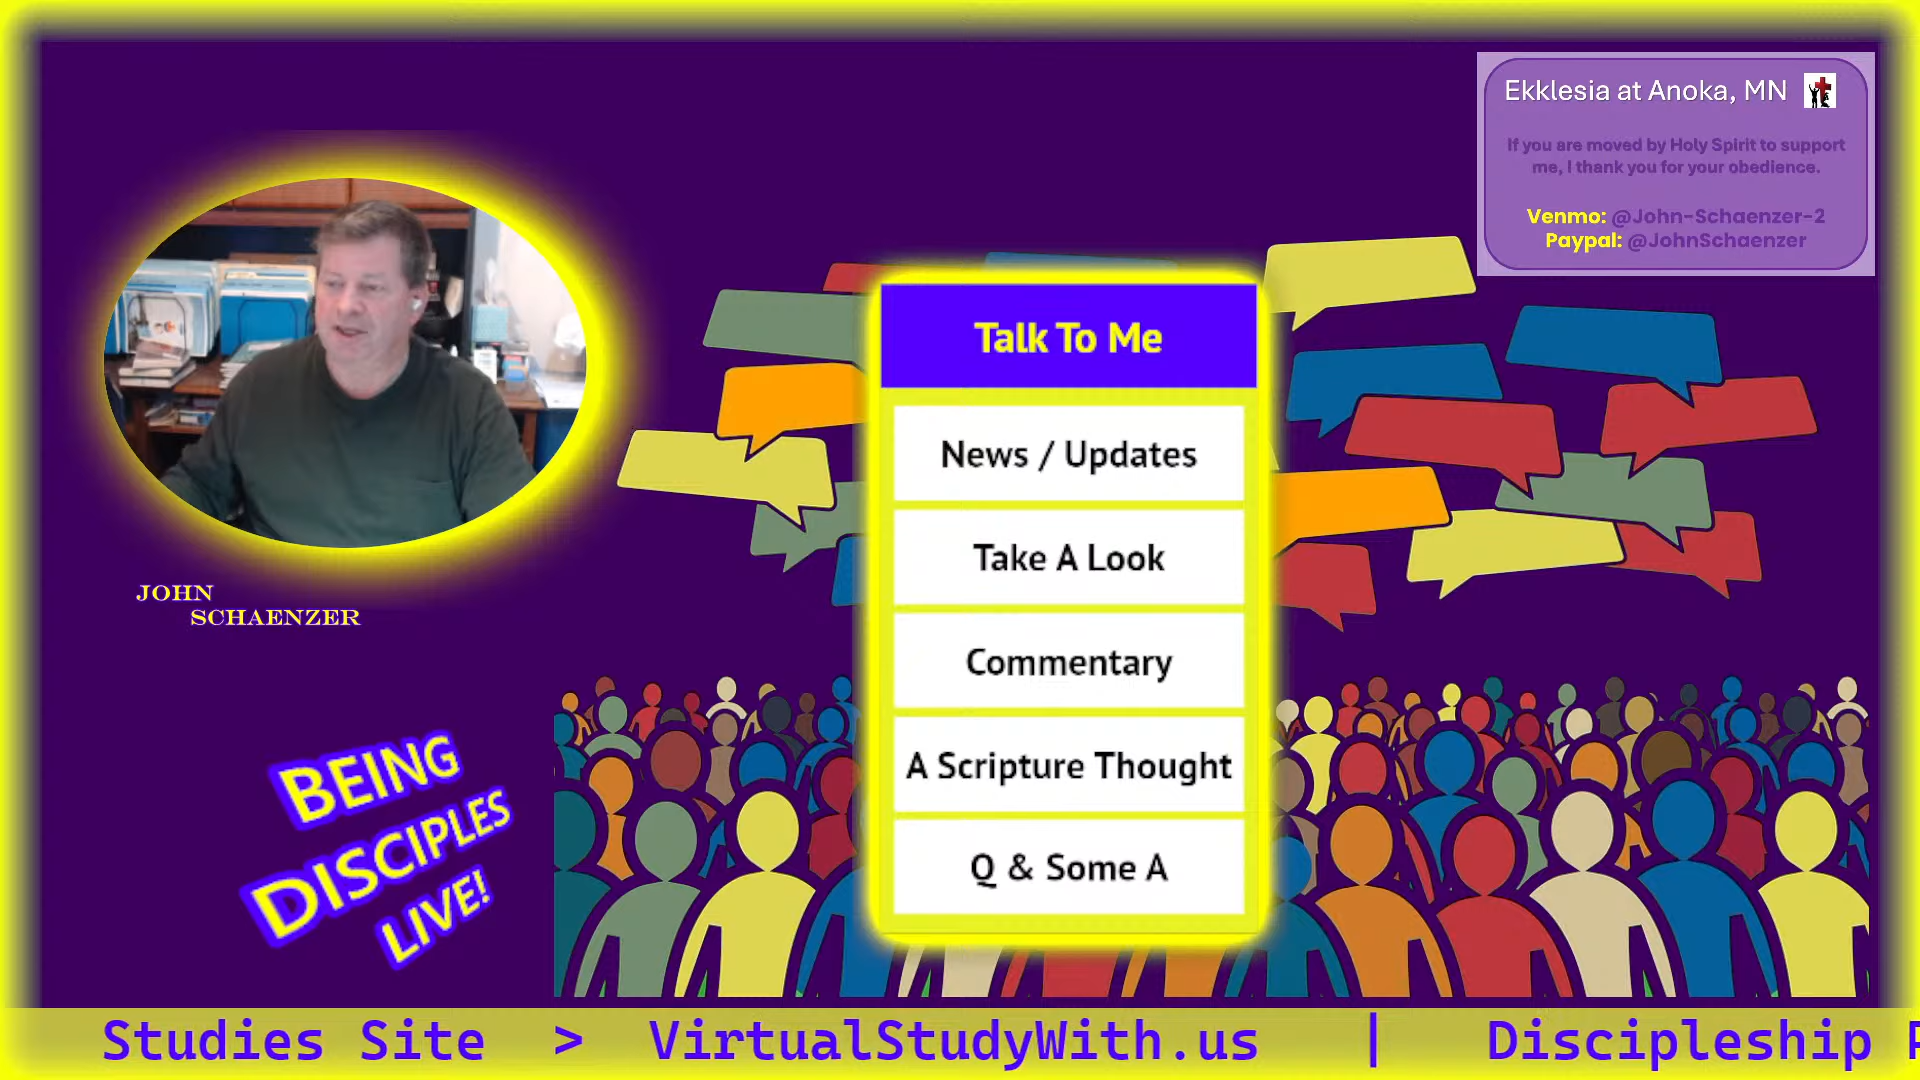 Ekklesia at Anoka, MN
If you are moved by Holy Spirit to support
me, I thank you for your obedience.
Venmo: @John-Schaenzer-2
Paypal: @JohnSchaenzer
Talk To Me
News / Updates
Take A Look
Commentary
A Scripture Thought
Q & Some A
JOHN
SCHAENZER
BEING
DISCIPLES
LIVE!
Studies Site > VirtualStudyWith.us | Discipleship